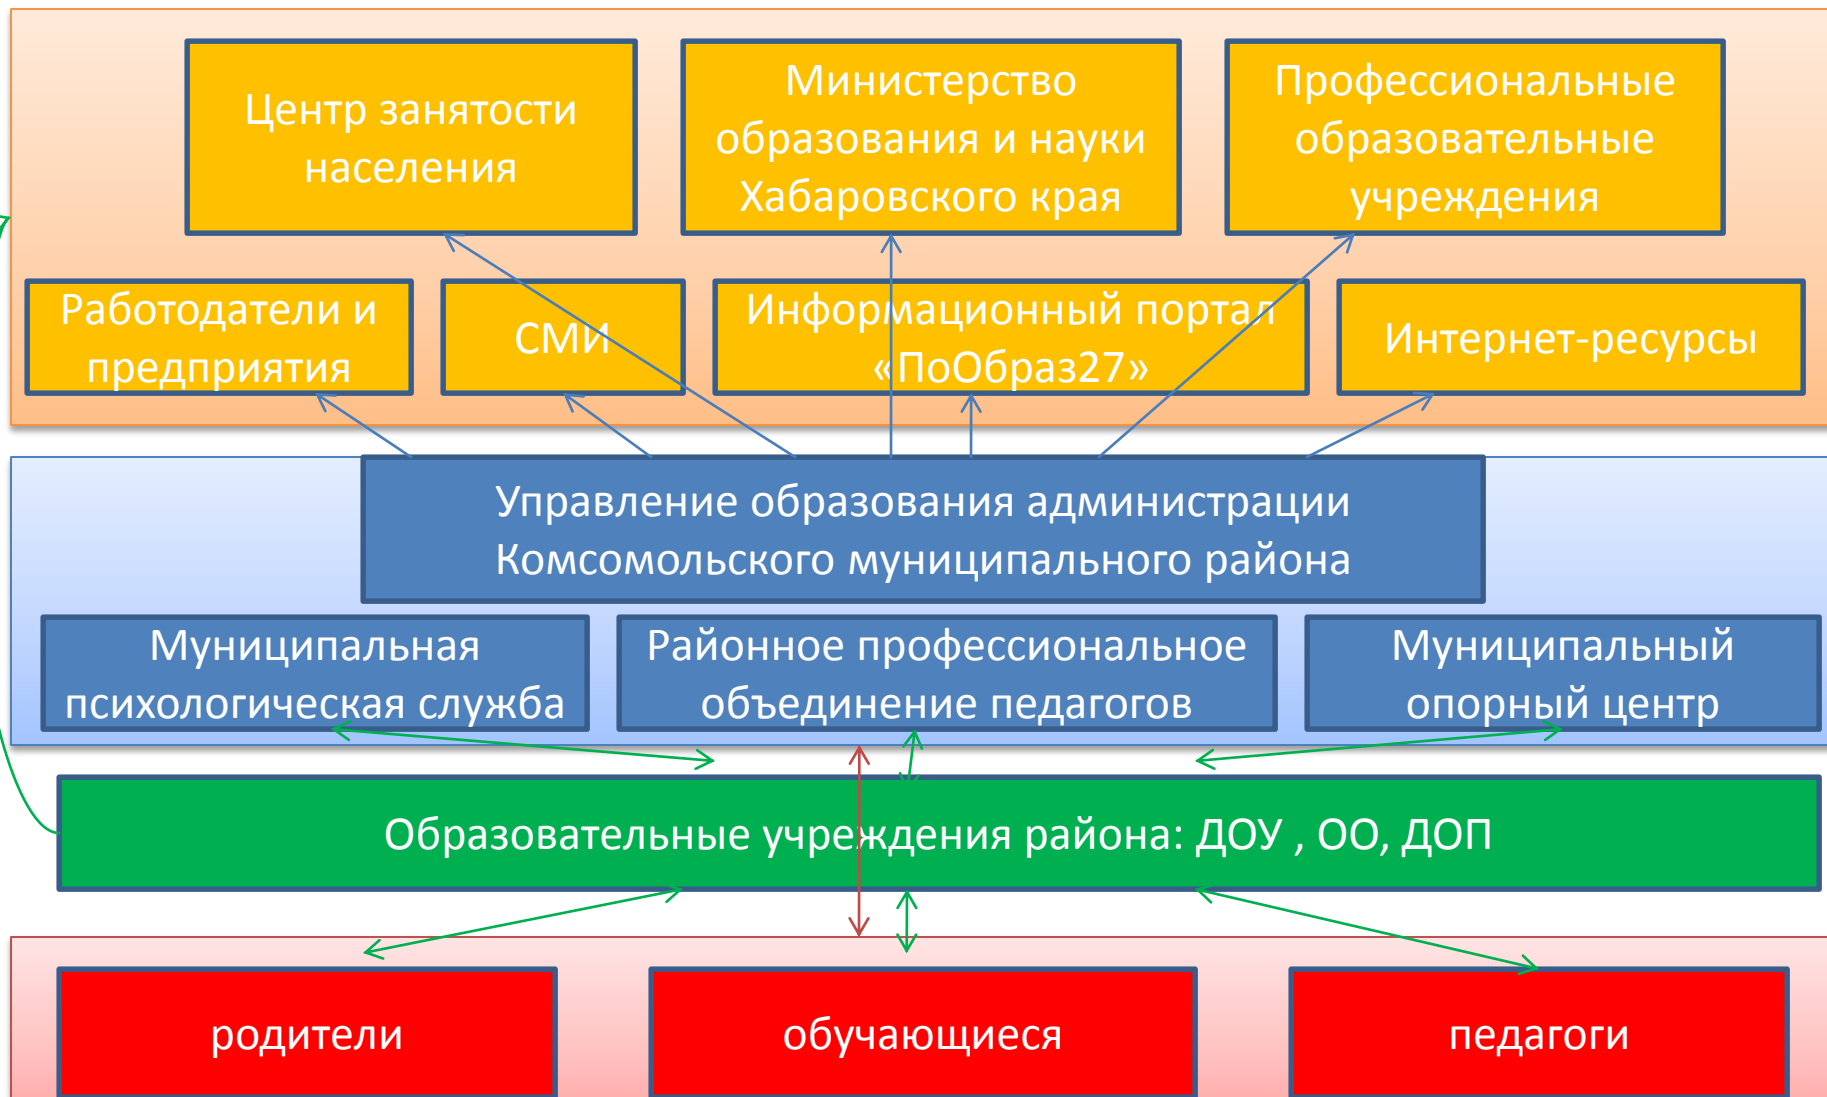 Центр занятости
населения
Министерство
образования и науки
Хабаровского края
Профессиональные
образовательные
учреждения
Работодатели и
предприятия
СМИ
Информационный портал
«ПоОбраз27»
Интернет-ресурсы
Управление образования администрации
Комсомольского муниципального района
Муниципальная
психологическая служба
Районное профессиональное
объединение педагогов
Муниципальный
опорный центр
Образовательные учреждения района: ДОУ , ОО, ДОП
родители
обучающиеся
педагоги